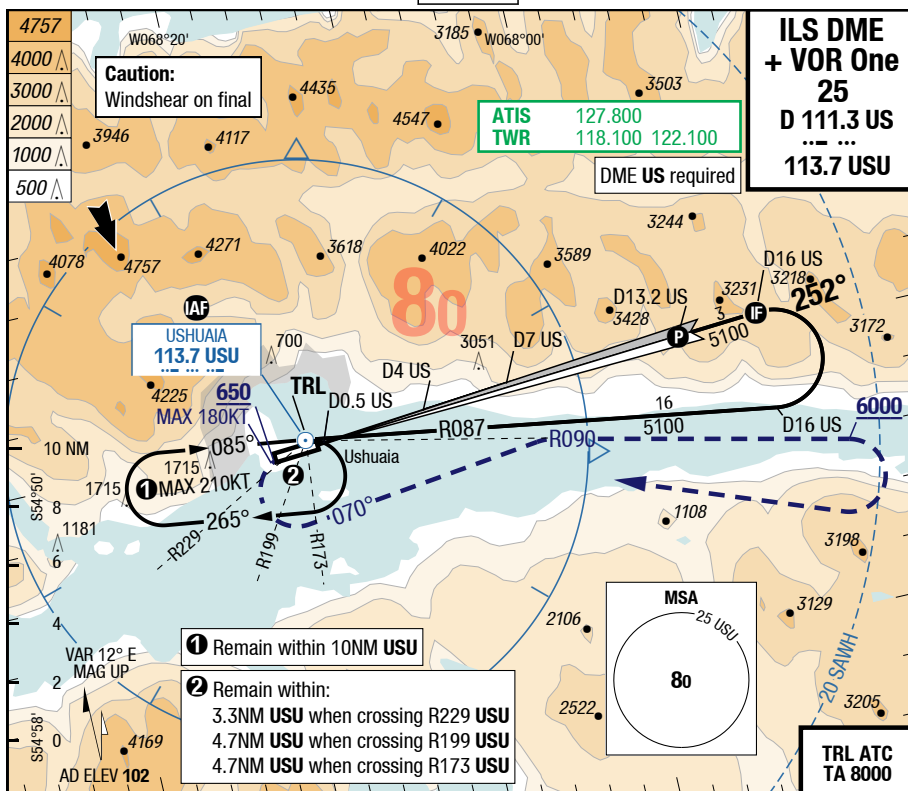 4757
4000
3000
2000
1000
500
W068°20'
W068°00'
Caution:
Windshear on final
ATIS 127.800
TWR 118.100 122.100
DME US required
ILS DME
+ VOR One
25
D 111.3 US
113.7 USU
3185
4435
3503
4547
3946
4117
3244
4078
4757
4271
3618
4022
3589
3428
3231
3218
3172
80
D13.2 US
D16 US
252°
P
IF
3
5100
IAF
USHUAIA
113.7 USU
700
3051
D7 US
D4 US
4225
650
MAX 180KT
TRL
D0.5 US
R087
16
5100
D16 US
6000
R090
10 NM
085°
1715
1715
1 MAX 210KT
2
Ushuaia
265°
070°
R229
R199
R173
S54°50'
8
1181
6
4
2
0
S54°58'
1108
3198
3129
2106
2522
3205
4169
VAR 12° E
MAG UP
AD ELEV 102
1 Remain within 10NM USU
2 Remain within:
3.3NM USU when crossing R229 USU
4.7NM USU when crossing R199 USU
4.7NM USU when crossing R173 USU
MSA
25 USU
80
20 SAWH
TRL ATC
TA 8000